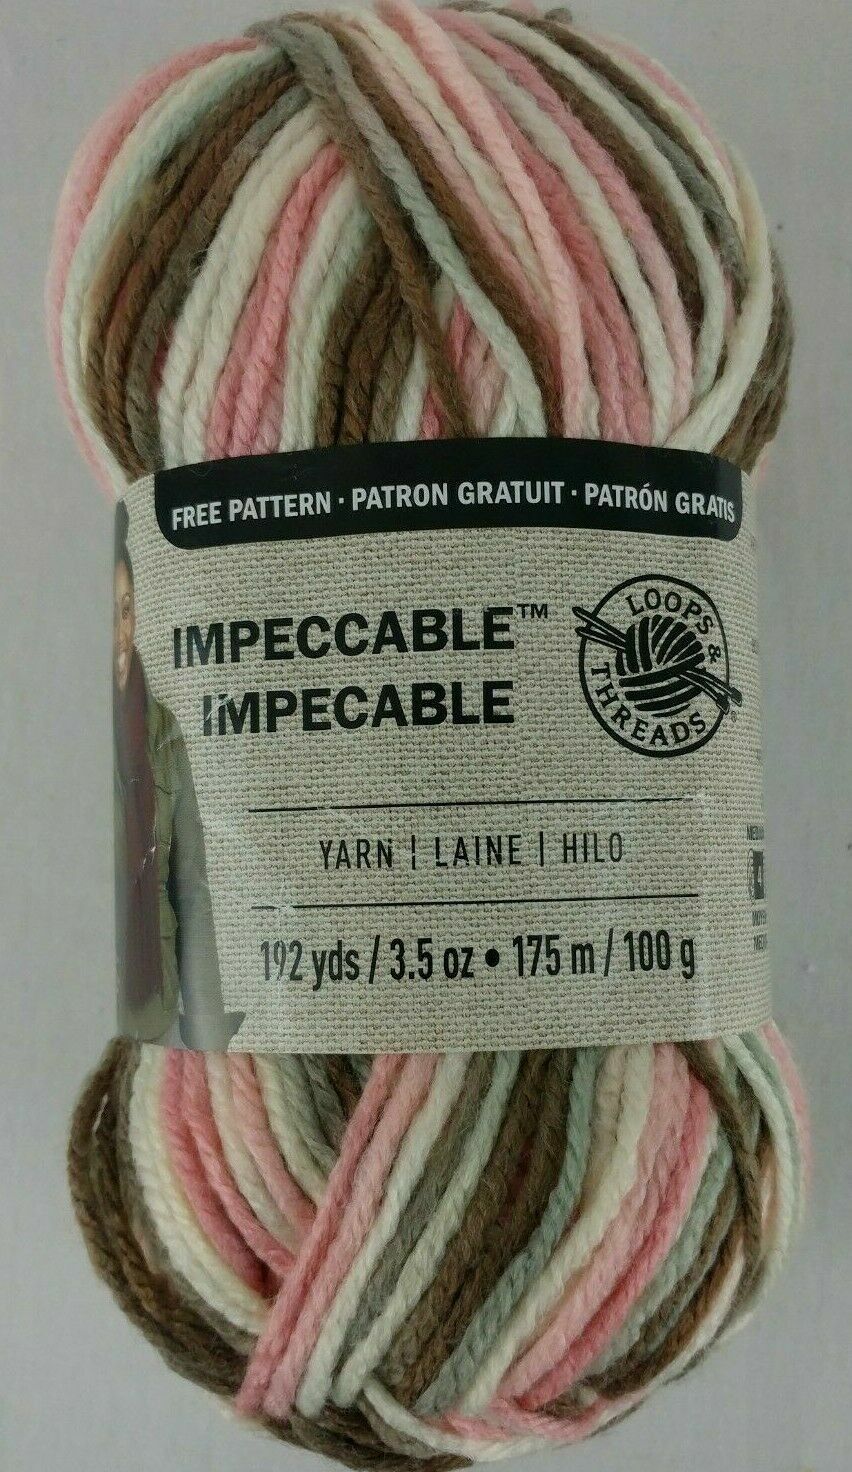 FREE PATTERN · PATRON GRATUIT · PATRÓN GRATIS
IMPECCABLE™
IMPECABLE
LOOPS &
THREADS®
YARN | LAINE | HILO
192 yds / 3.5 oz • 175 m / 100 g
4